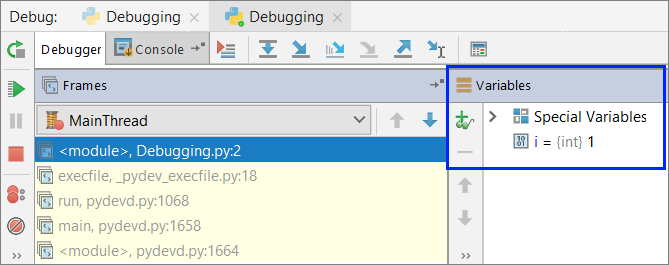 Debug: Debugging Debugging
Debugger Console
Frames
Variables
MainThread
Special Variables
<module>, Debugging.py:2
i = {int} 1
execfile, _pydev_execfile.py:18
run, pydevd.py:1068
main, pydevd.py:1658
<module>, pydevd.py:1664